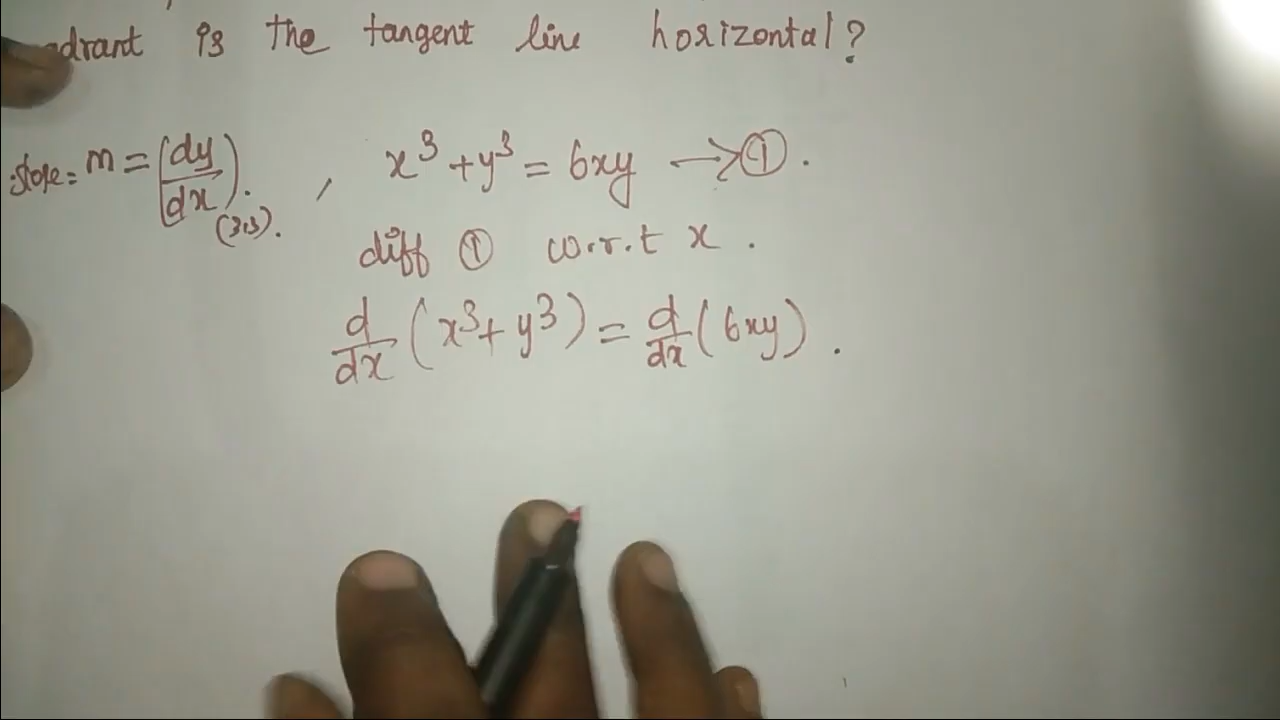 is the tangent line horizontal?
slope = m = (dy/dx)(3,3). , x³ + y³ = 6xy → ① .
diff ① w.r.t x .
d/dx (x³ + y³) = d/dx (6xy) .